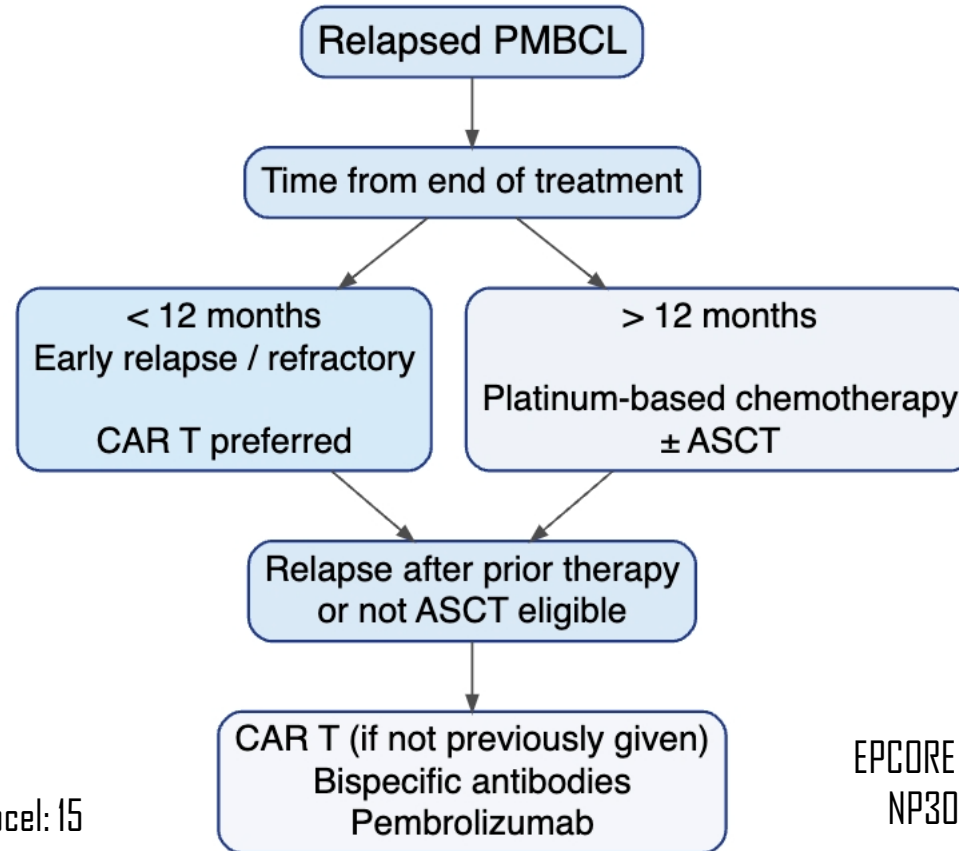 Relapsed PMBCL
Time from end of treatment
< 12 months
Early relapse / refractory
CAR T preferred
> 12 months
Platinum-based chemotherapy
± ASCT
Relapse after prior therapy
or not ASCT eligible
CAR T (if not previously given)
Bispecific antibodies
Pembrolizumab
ocel: 15
EPCORE
NP30